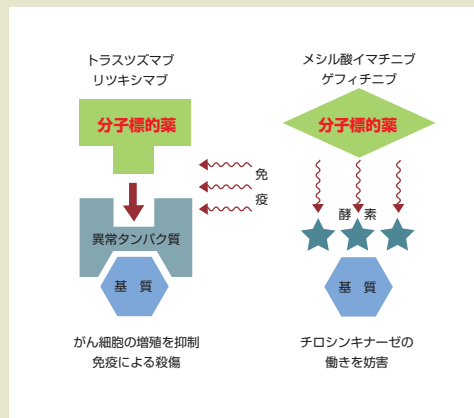 トラスツズマブ
リツキシマブ
分子標的薬
免
疫
異常タンパク質
基 質
がん細胞の増殖を抑制
免疫による殺傷
メシル酸イマチニブ
ゲフィチニブ
分子標的薬
酵 素
基 質
チロシンキナーゼの
働きを妨害